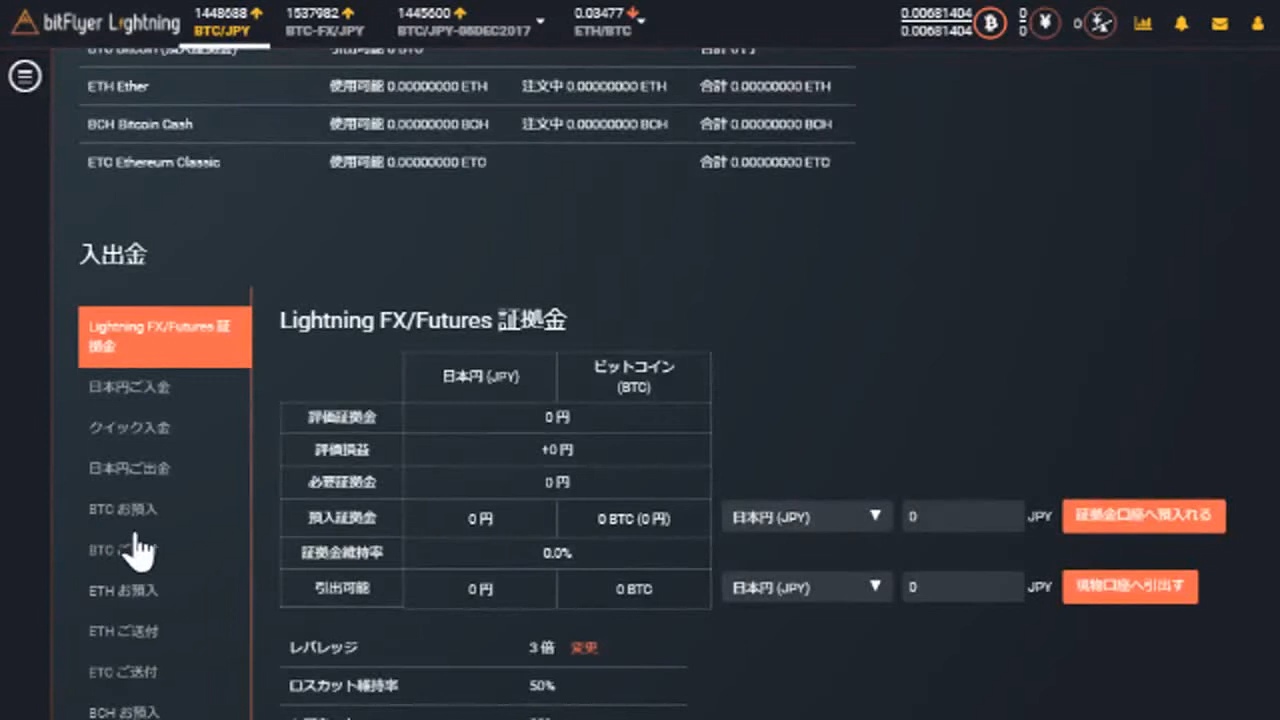 bitFlyer Lightning
1448688 BTC/JPY
1537982 BTC-FX/JPY
1445600 BTC/JPY-08DEC2017
0.03477 ETH/BTC
0.00681404
0.00681404
0
0
0
ETH Ether 使用可能 0.00000000 ETH 注文中 0.00000000 ETH 合計 0.00000000 ETH
BCH Bitcoin Cash 使用可能 0.00000000 BCH 注文中 0.00000000 BCH 合計 0.00000000 BCH
ETC Ethereum Classic 使用可能 0.00000000 ETC 合計 0.00000000 ETC
入出金
Lightning FX/Futures 証
拠金
日本円ご入金
クイック入金
日本円ご出金
BTC お預入
BTC
ETH お預入
ETH ご送付
ETC ご送付
BCH お預入
Lightning FX/Futures 証拠金
日本円 (JPY)
ビットコイン
(BTC)
評価証拠金 0 円
評価損益 +0 円
必要証拠金 0 円
預入証拠金 0 円 0 BTC (0 円) 日本円 (JPY) ▼ 0 JPY 証拠金口座へ預入れる
証拠金維持率 0.0%
引出可能 0 円 0 BTC 日本円 (JPY) ▼ 0 JPY 現物口座へ引出す
レバレッジ 3 倍 変更
ロスカット維持率 50%